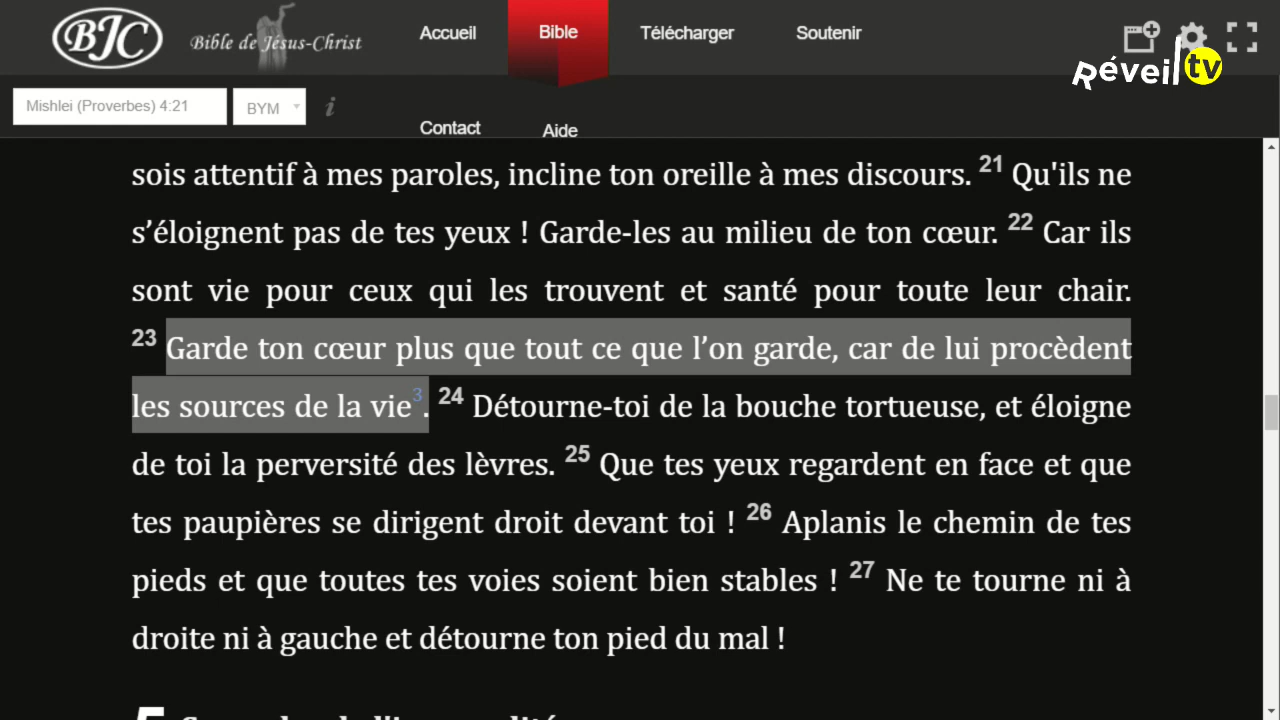 BJC Bible de Jésus-Christ Accueil Bible Télécharger Soutenir
Réveil tv
Mishlei (Proverbes) 4:21 BYM i
Contact Aide
sois attentif à mes paroles, incline ton oreille à mes discours. 21 Qu'ils ne
s’éloignent pas de tes yeux ! Garde-les au milieu de ton cœur. 22 Car ils
sont vie pour ceux qui les trouvent et santé pour toute leur chair.
23 Garde ton cœur plus que tout ce que l’on garde, car de lui procèdent
les sources de la vie3. 24 Détourne-toi de la bouche tortueuse, et éloigne
de toi la perversité des lèvres. 25 Que tes yeux regardent en face et que
tes paupières se dirigent droit devant toi ! 26 Aplanis le chemin de tes
pieds et que toutes tes voies soient bien stables ! 27 Ne te tourne ni à
droite ni à gauche et détourne ton pied du mal !